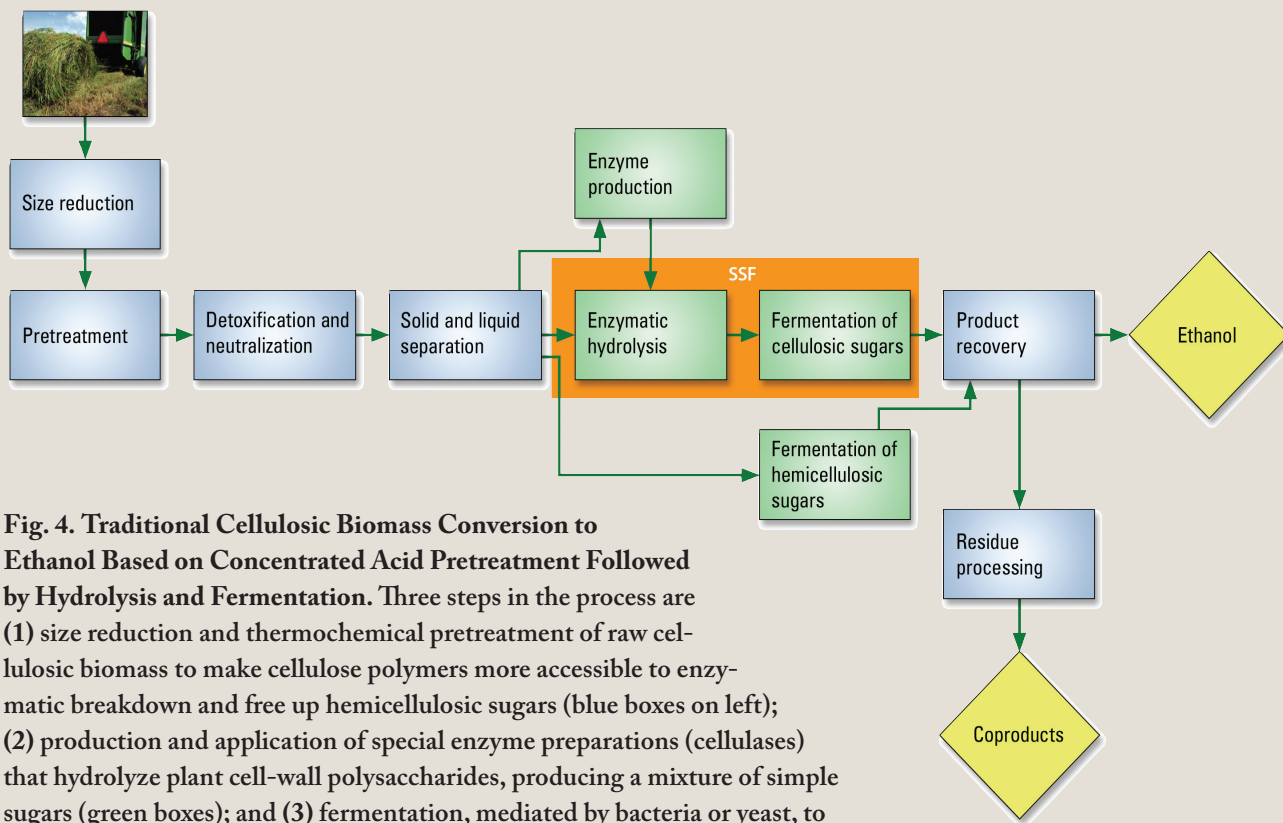 Size reduction
Pretreatment
Detoxification and
neutralization
Solid and liquid
separation
Enzyme
production
SSF
Enzymatic
hydrolysis
Fermentation of
cellulosic sugars
Fermentation of
hemicellulosic
sugars
Product
recovery
Ethanol
Residue
processing
Coproducts
Fig. 4. Traditional Cellulosic Biomass Conversion to
Ethanol Based on Concentrated Acid Pretreatment Followed
by Hydrolysis and Fermentation. Three steps in the process are
(1) size reduction and thermochemical pretreatment of raw cel-
lulosic biomass to make cellulose polymers more accessible to enzy-
matic breakdown and free up hemicellulosic sugars (blue boxes on left);
(2) production and application of special enzyme preparations (cellulases)
that hydrolyze plant cell-wall polysaccharides, producing a mixture of simple
sugars (green boxes); and (3) fermentation, mediated by bacteria or yeast, to